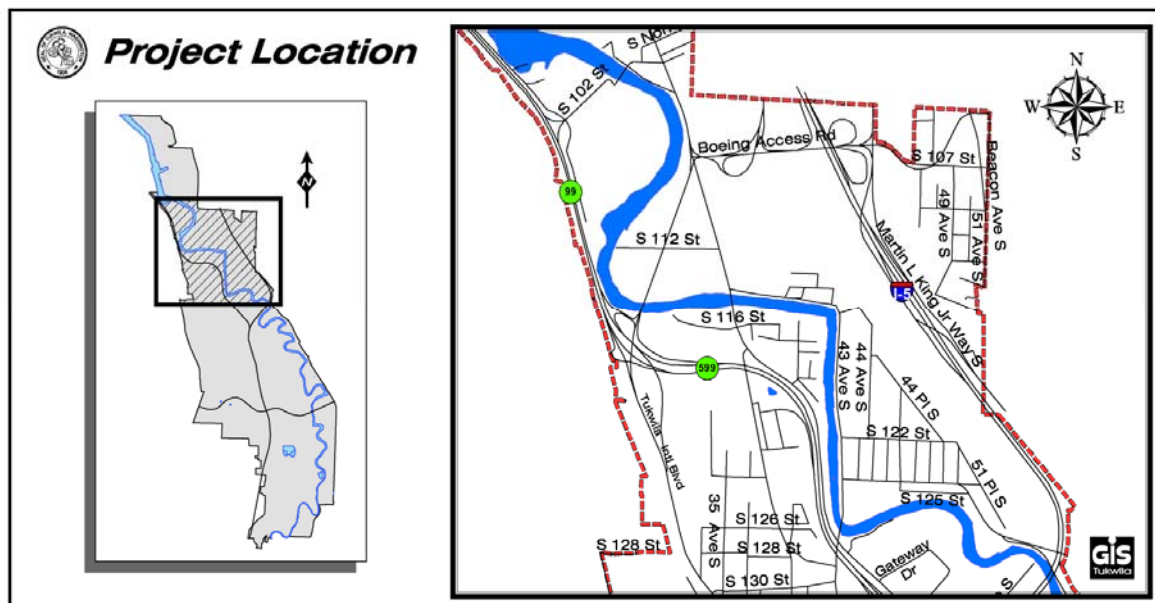 Project Location
N
N
W
E
S
S 102 St
Boeing Access Rd
S 107 St
Beacon Ave S
49 Ave S
51 Ave S
99
S 112 St
Martin L King Jr Way S
I-5
S 116 St
44 Ave S
43 Ave S
599
44 Pl S
Tukwila Intl Blvd
S 122 St
51 Pl S
35 Ave S
S 125 St
S 126 St
S 128 St
S 128 St
S 130 St
Gateway
Dr
GIS
Tukwila